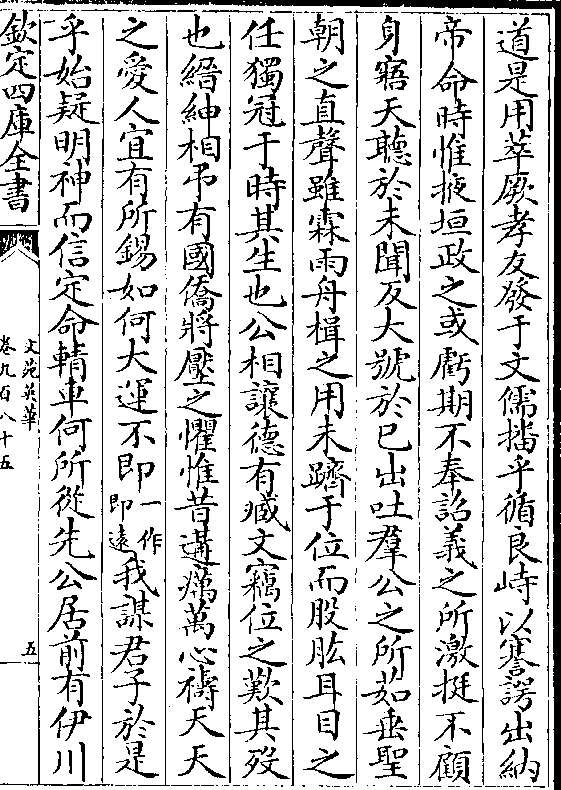 道是用萃厥孝友發于文儒播乎循良峙以謇諤出納
帝命時惟掖垣政之或虧期不奉詔義之所激挺不顧
身寤天聽於未聞反大號於已出吐羣公之所茹垂聖
朝之直聲雖霖雨舟楫之用未躋于位而股肱耳目之
任獨冠于時其生也公相讓德有臧文竊位之歎其歿
也縉紳相弔有國僑將壓之懼惟昔遘癘萬心禱天天
之愛人宜有所錫如何大運不即一作即遠我謀君子於是
乎始疑明神而信定命輤車何所從先公居前有伊川
欽定四庫全書
文苑英華
卷九百八十五
五